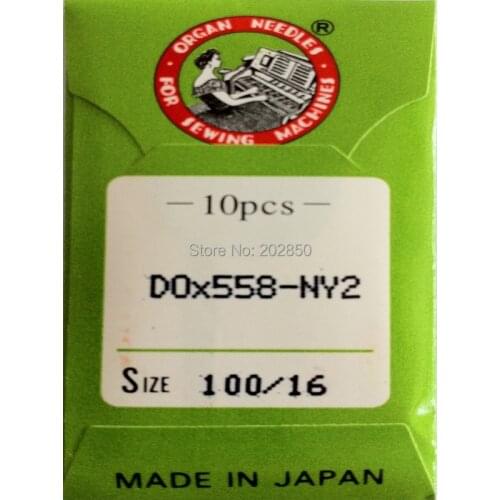 ORGAN NEEDLES
®
FOR SEWING MACHINES
—10pcs—
Store No: 202850
DOx558-NY2
SIZE 100/16
MADE IN JAPAN